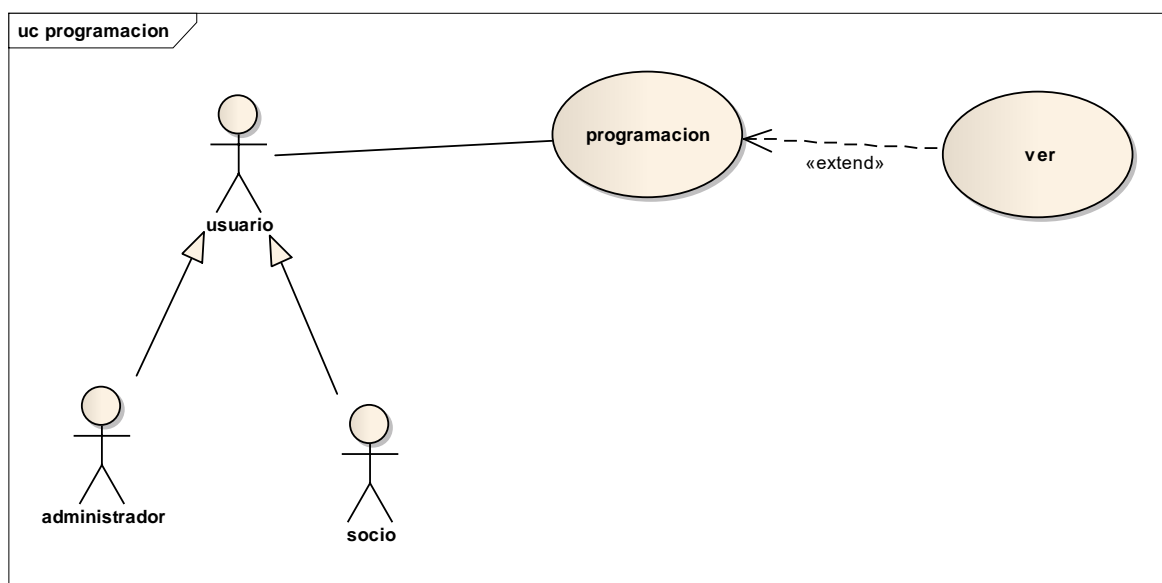 uc programacion
programacion
ver
«extend»
usuario
administrador
socio